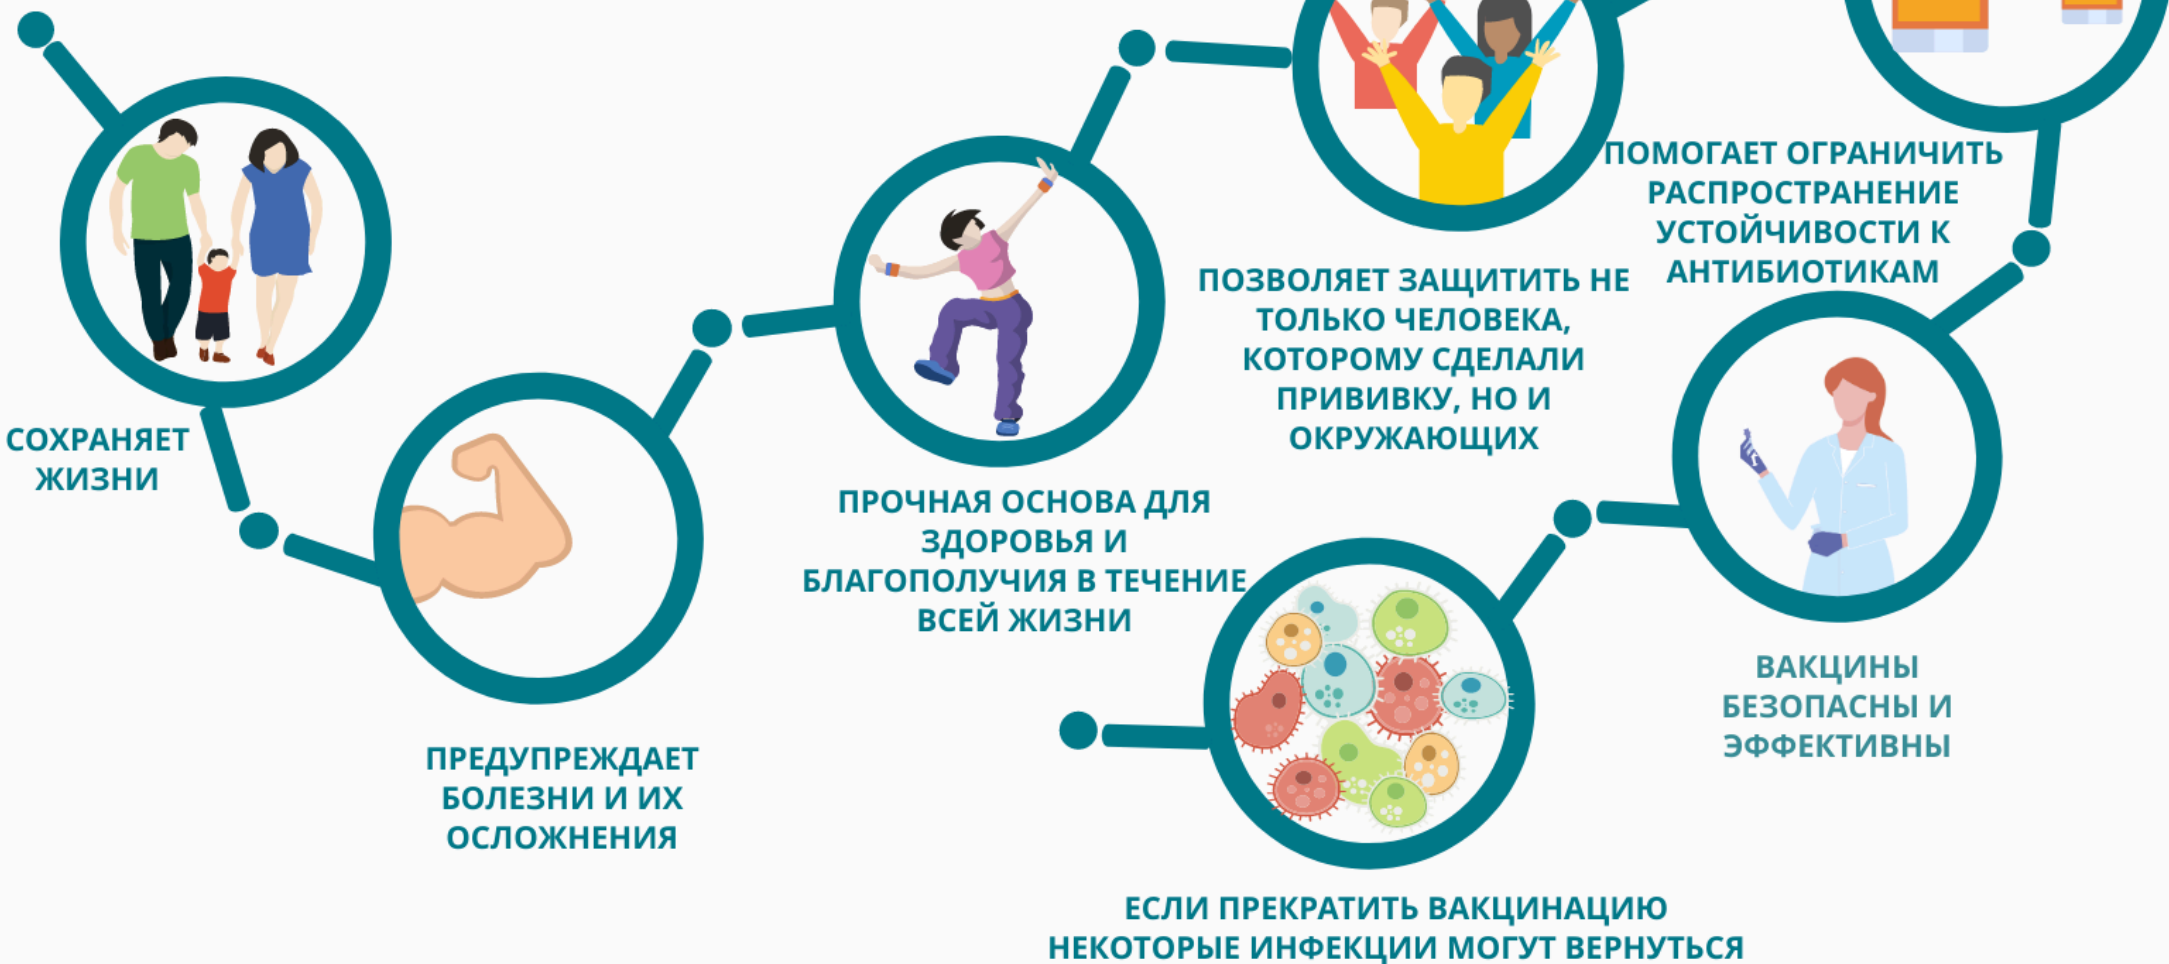 СОХРАНЯЕТ
ЖИЗНИ
ПРЕДУПРЕЖДАЕТ
БОЛЕЗНИ И ИХ
ОСЛОЖНЕНИЯ
ПРОЧНАЯ ОСНОВА ДЛЯ
ЗДОРОВЬЯ И
БЛАГОПОЛУЧИЯ В ТЕЧЕНИЕ
ВСЕЙ ЖИЗНИ
ПОЗВОЛЯЕТ ЗАЩИТИТЬ НЕ
ТОЛЬКО ЧЕЛОВЕКА,
КОТОРОМУ СДЕЛАЛИ
ПРИВИВКУ, НО И
ОКРУЖАЮЩИХ
ПОМОГАЕТ ОГРАНИЧИТЬ
РАСПРОСТРАНЕНИЕ
УСТОЙЧИВОСТИ К
АНТИБИОТИКАМ
ВАКЦИНЫ
БЕЗОПАСНЫ И
ЭФФЕКТИВНЫ
ЕСЛИ ПРЕКРАТИТЬ ВАКЦИНАЦИЮ
НЕКОТОРЫЕ ИНФЕКЦИИ МОГУТ ВЕРНУТЬСЯ